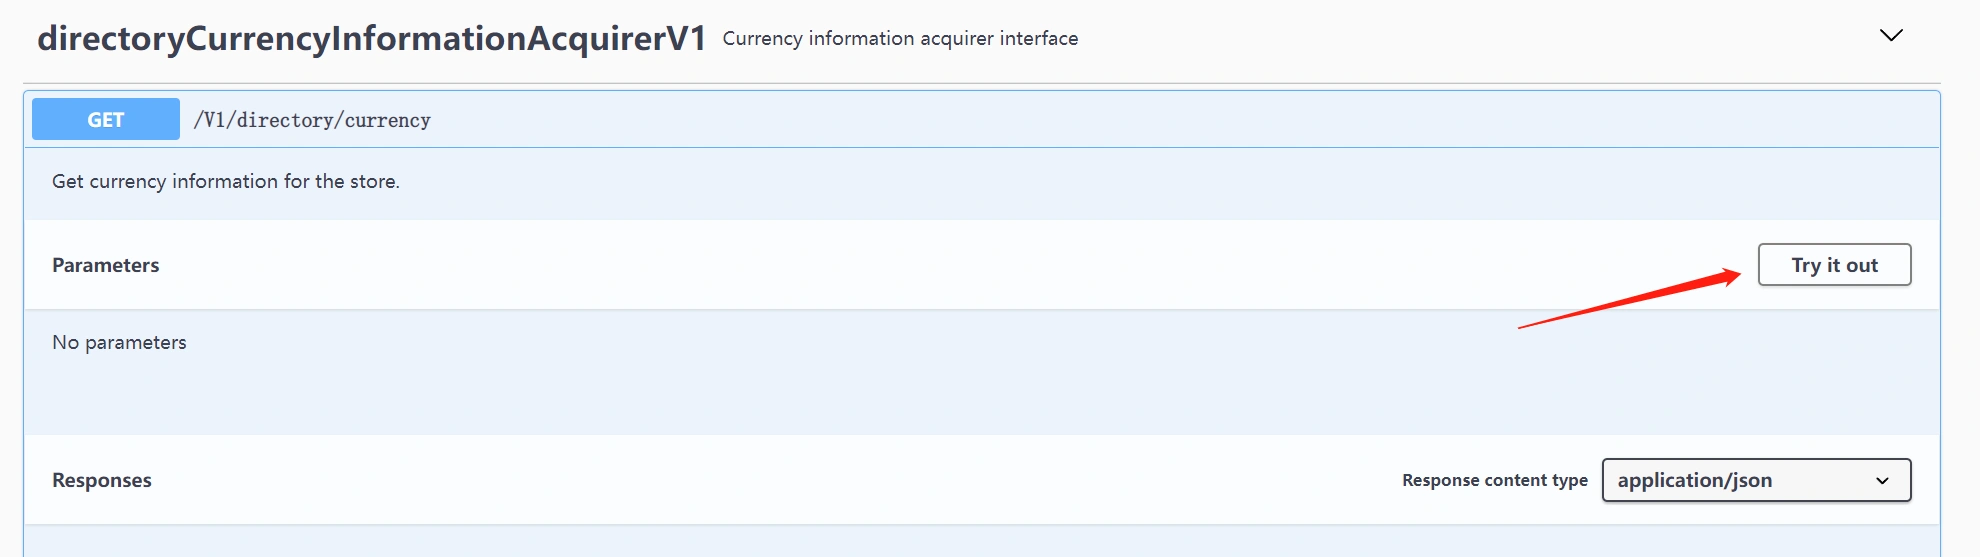 directoryCurrencyInformationAcquirerV1 Currency information acquirer interface
GET /V1/directory/currency
Get currency information for the store.
Parameters Try it out
No parameters
Responses Response content type application/json